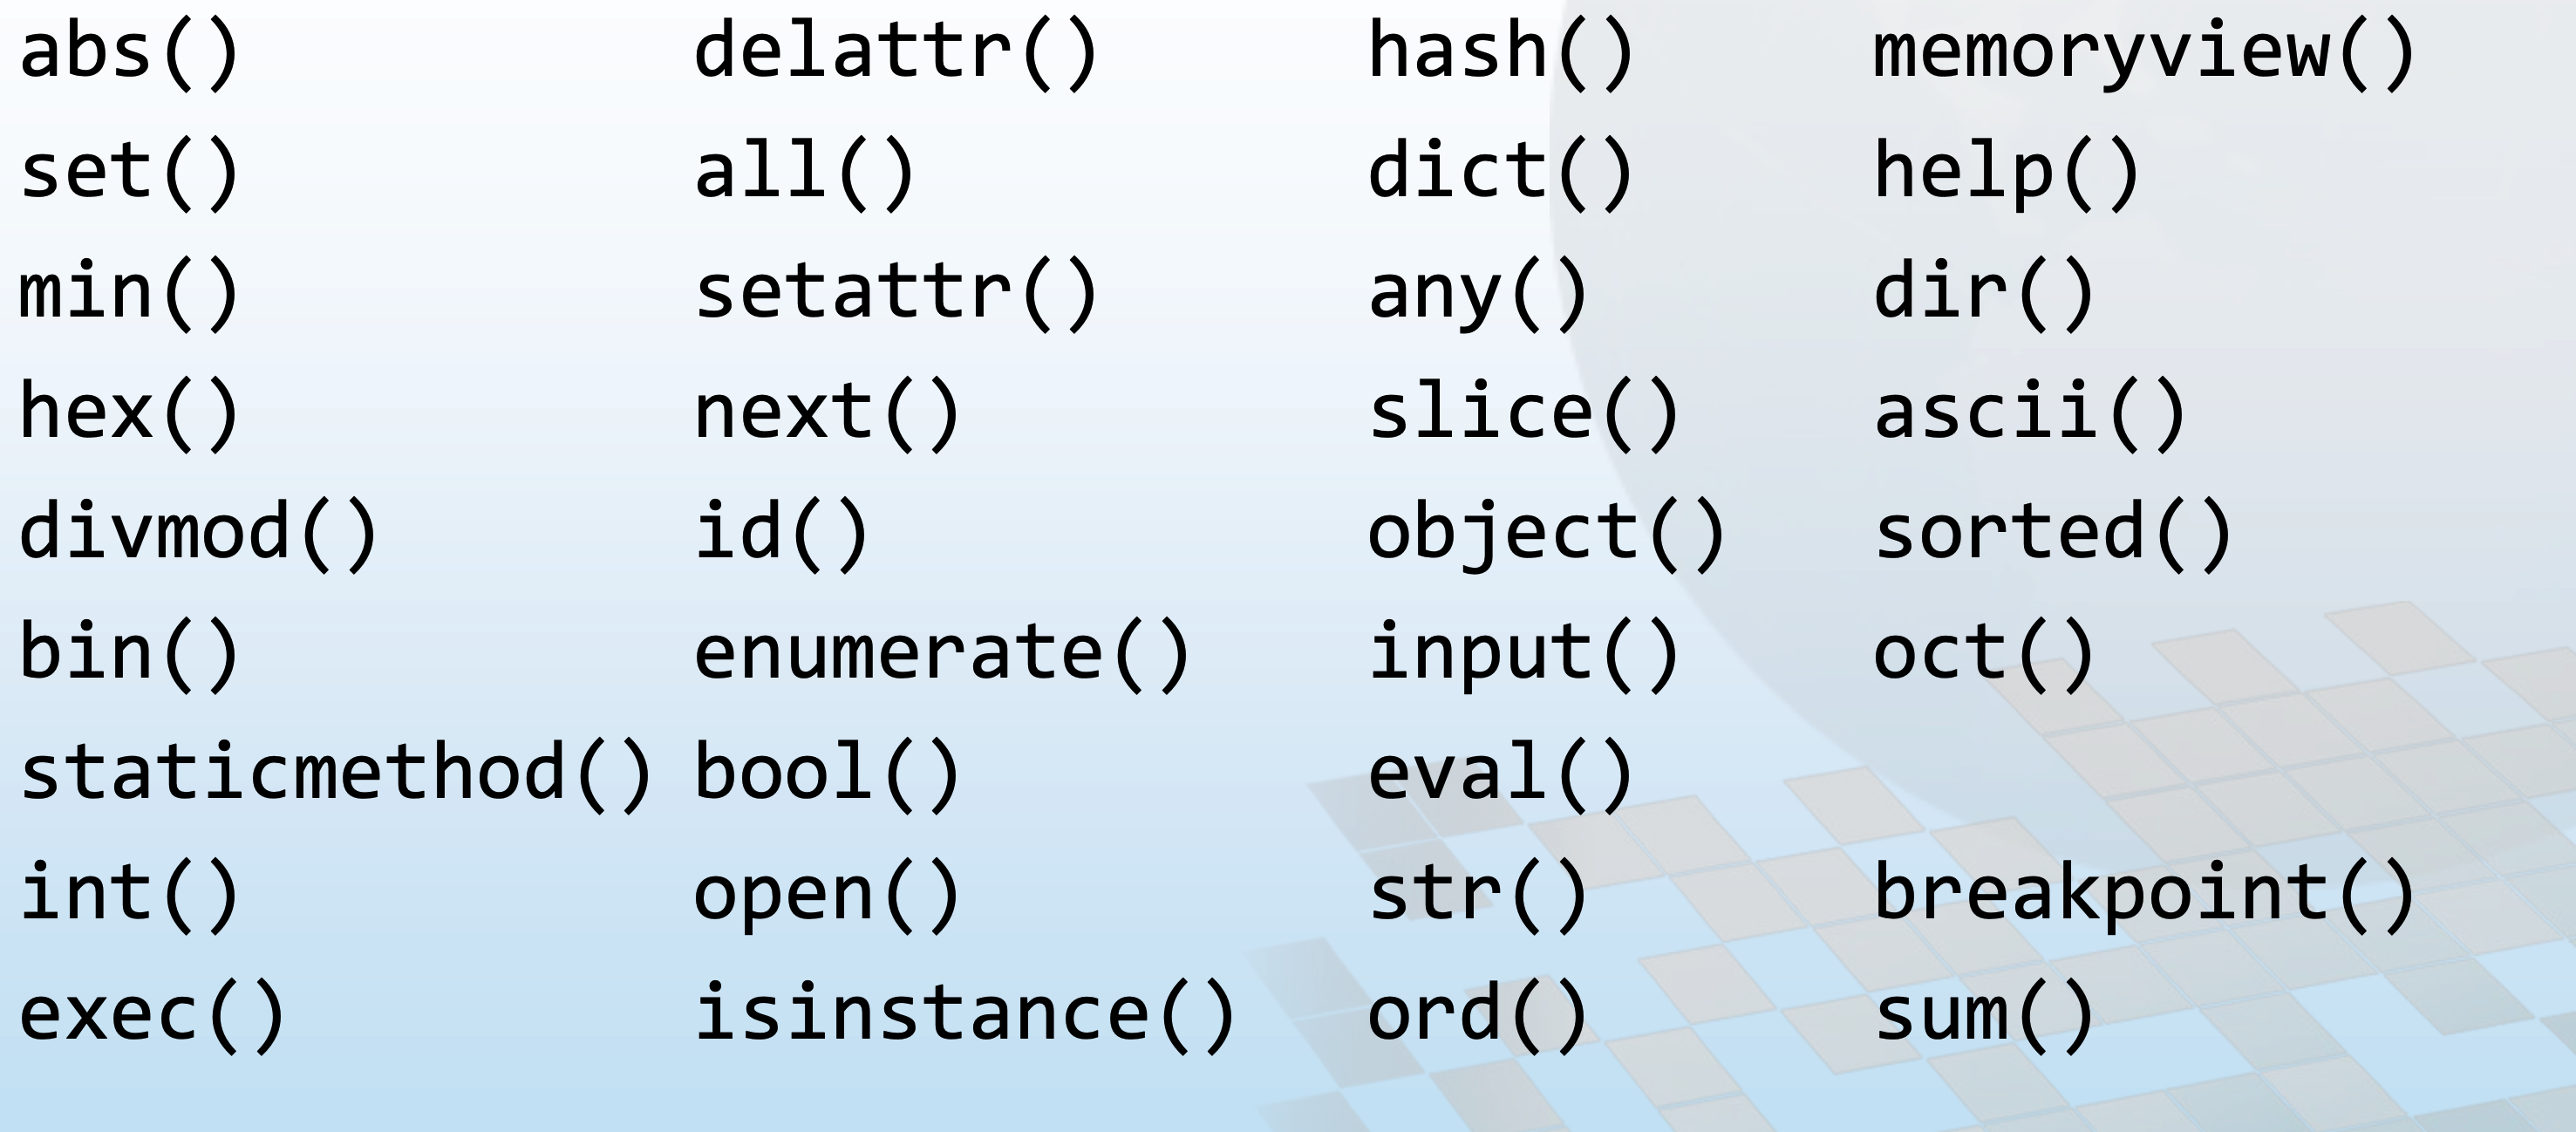 abs() delattr() hash() memoryview()
set() all() dict() help()
min() setattr() any() dir()
hex() next() slice() ascii()
divmod() id() object() sorted()
bin() enumerate() input() oct()
staticmethod() bool() eval()
int() open() str() breakpoint()
exec() isinstance() ord() sum()